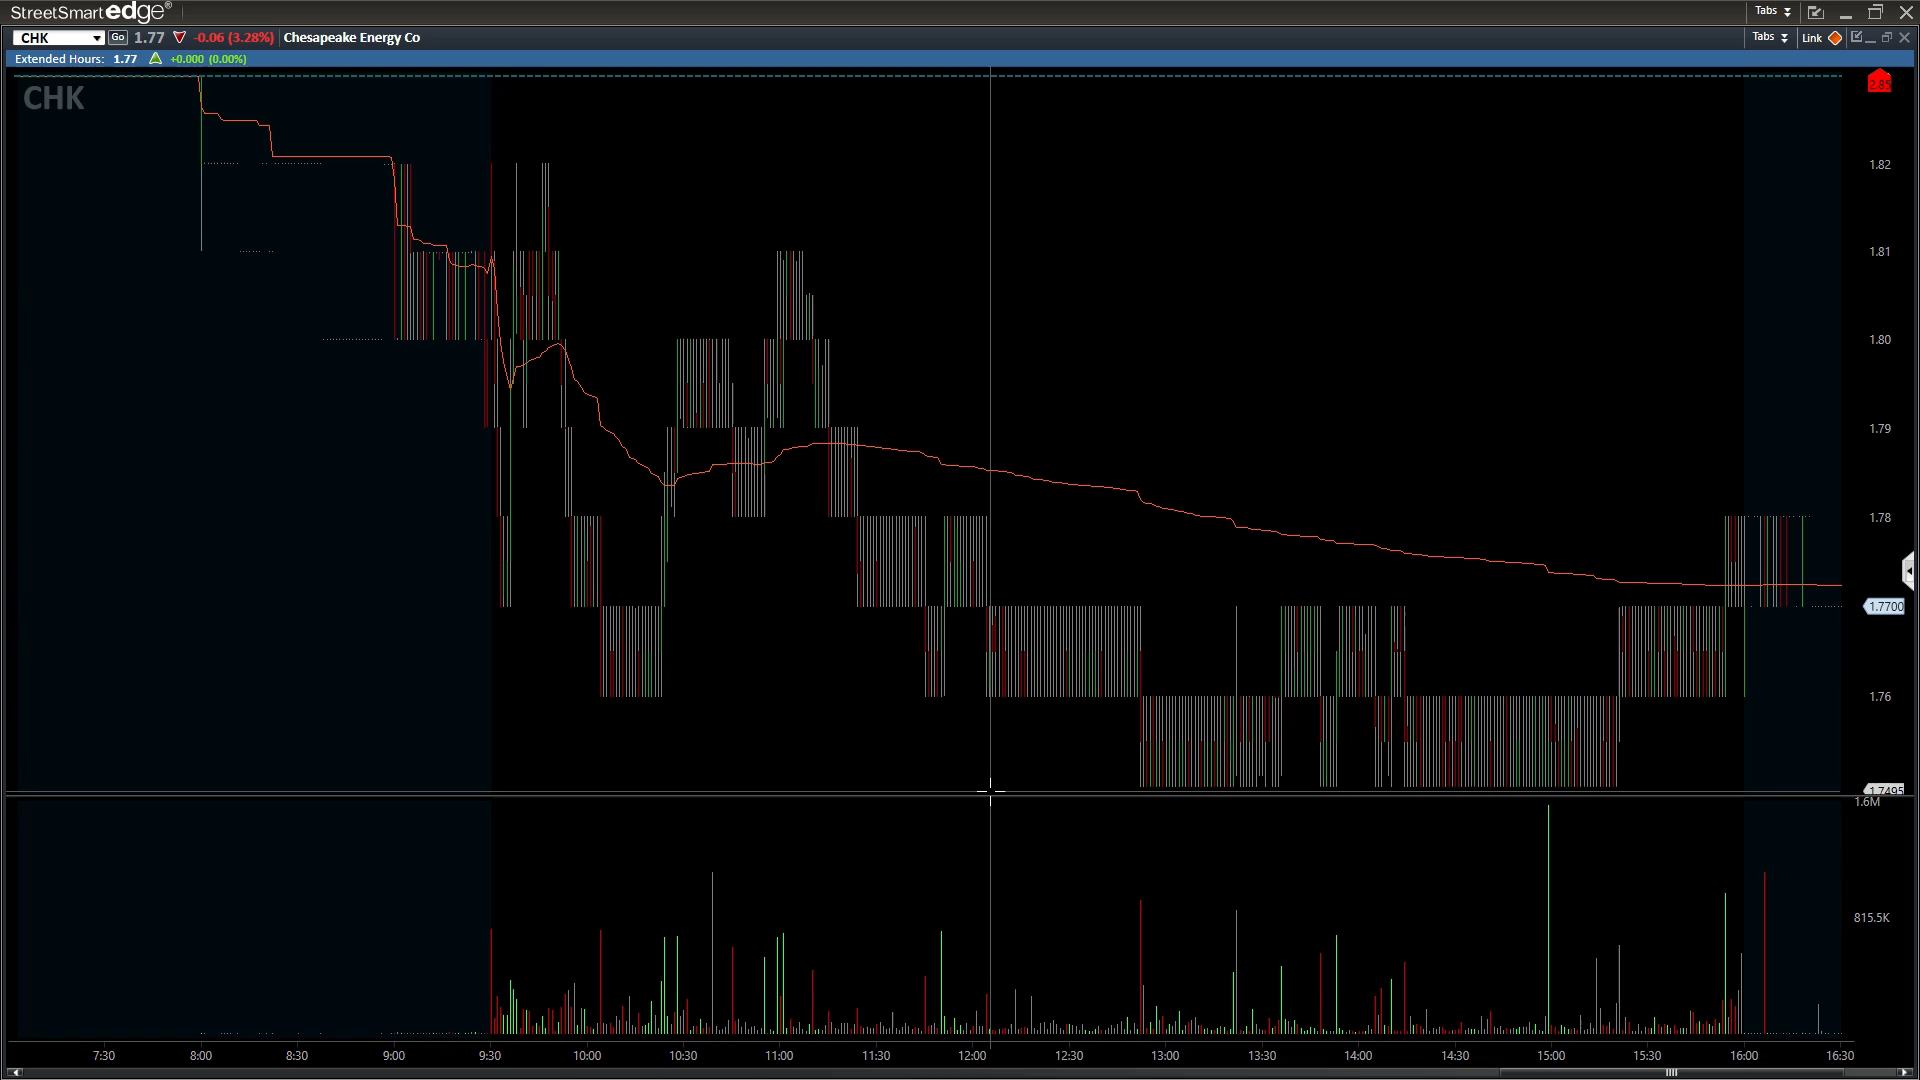 StreetSmart edge® Tabs
CHK Go 1.77 -0.06 (3.28%) Chesapeake Energy Co Tabs Link
Extended Hours: 1.77 +0.000 (0.00%)
CHK
2.85
1.82
1.81
1.80
1.79
1.78
1.7700
1.76
1.7495
1.6M
815.5K
7:30 8:00 8:30 9:00 9:30 10:00 10:30 11:00 11:30 12:00 12:30 13:00 13:30 14:00 14:30 15:00 15:30 16:00 16:30